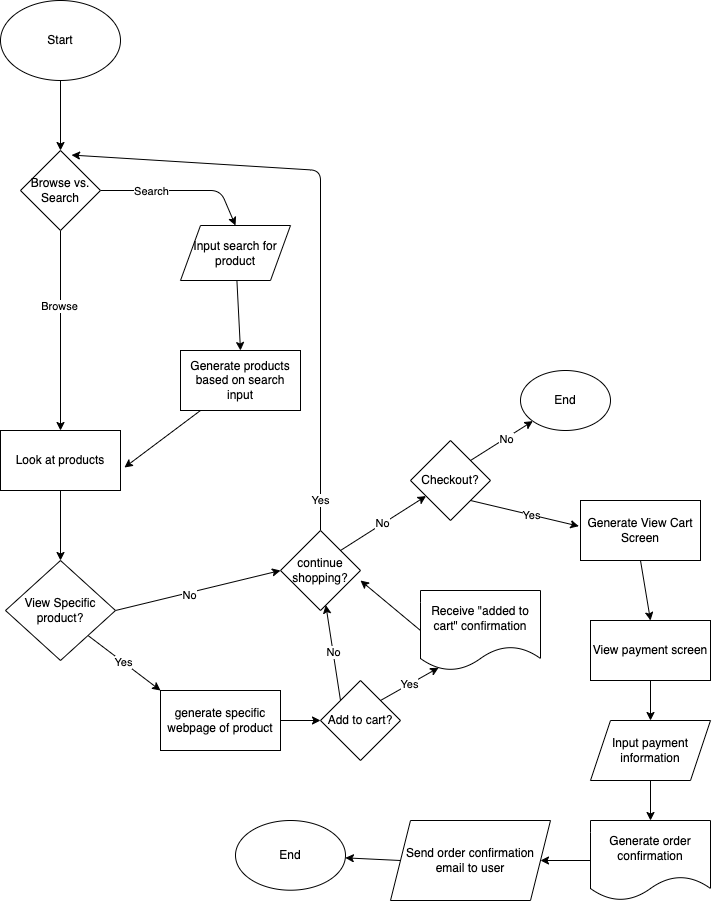 Start
Browse vs.
Search
Search
Input search for
product
Browse
Generate products
based on search
input
Look at products
End
No
Checkout?
Yes
Generate View Cart
Screen
Yes
No
continue
shopping?
View Specific
product?
No
Receive "added to
cart" confirmation
View payment screen
Yes
No
Yes
generate specific
webpage of product
Add to cart?
Input payment
information
Generate order
confirmation
Send order confirmation
email to user
End